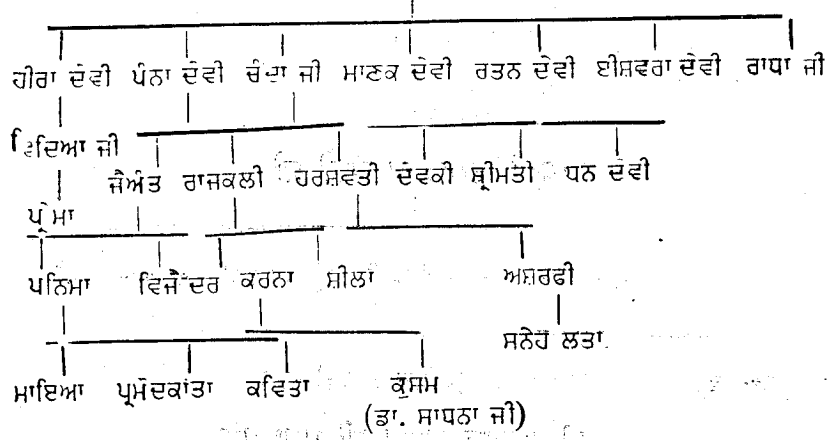 ਹੀਰਾ ਦੇਵੀ ਪੰਨਾ ਦੇਵੀ ਚੰਦਾ ਜੀ ਮਾਣਕ ਦੇਵੀ ਰਤਨ ਦੇਵੀ ਈਸ਼ਵਰਾ ਦੇਵੀ ਰਾਧਾ ਜੀ
ਵਿਦਿਆ ਜੀ
ਜੈਅੰਤ ਰਾਜਕਲੀ ਹਰਸ਼ਵਤੀ ਦੇਵਕੀ ਸ਼੍ਰੀਮਤੀ ਧਨ ਦੇਵੀ
ਪ੍ਰੇਮਾ
ਪਨਿਮਾ ਵਿਜੈਂਦਰ ਕਰਨਾ ਸ਼ੀਲਾ ਅਸ਼ਰਫੀ
ਸਨੇਹ ਲਤਾ
ਮਾਇਆ ਪ੍ਰਮੋਦਕਾਂਤਾ ਕਵਿਤਾ ਕੁਸਮ
(ਡਾ. ਸਾਧਨਾ ਜੀ)